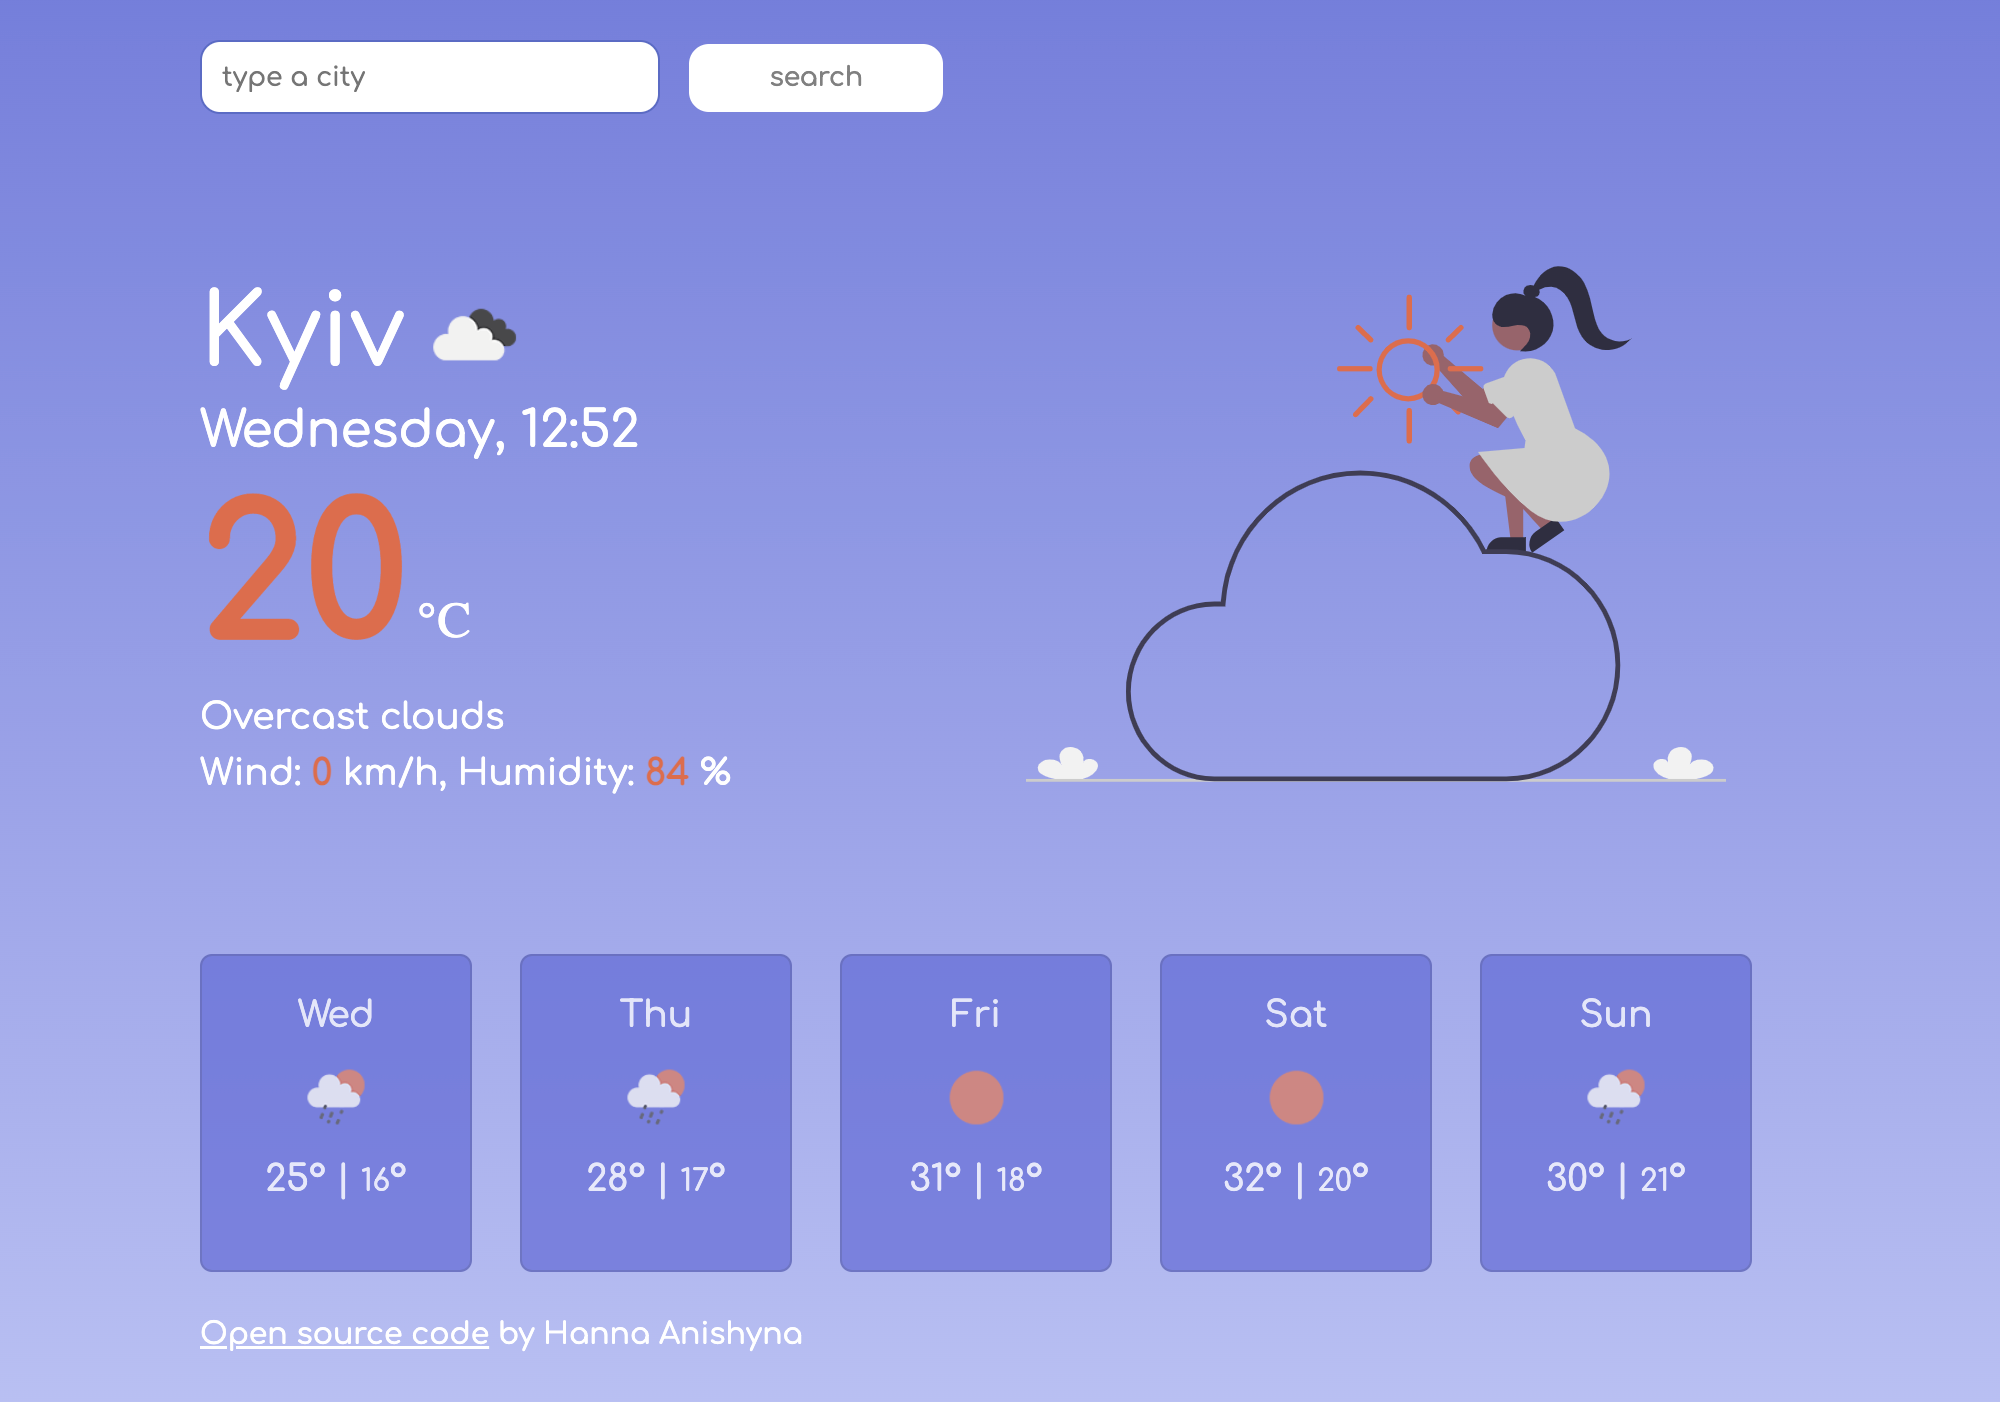 type a city
search
Kyiv
Wednesday, 12:52
20 °C
Overcast clouds
Wind: 0 km/h, Humidity: 84 %
Wed
25° | 16°
Thu
28° | 17°
Fri
31° | 18°
Sat
32° | 20°
Sun
30° | 21°
Open source code by Hanna Anishyna